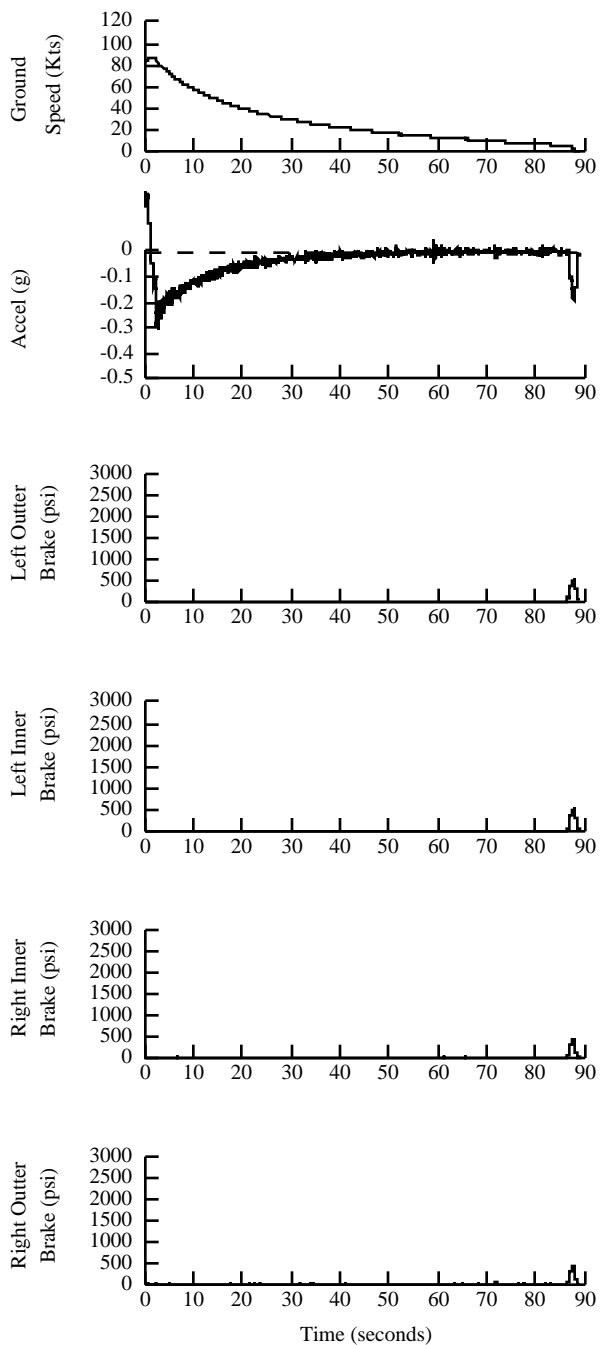 Ground
Speed (Kts)
120
100
80
60
40
20
0
0 10 20 30 40 50 60 70 80 90
Accel (g)
0
-0.1
-0.2
-0.3
-0.4
-0.5
0 10 20 30 40 50 60 70 80 90
Left Outter
Brake (psi)
3000
2500
2000
1500
1000
500
0
0 10 20 30 40 50 60 70 80 90
Left Inner
Brake (psi)
3000
2500
2000
1500
1000
500
0
0 10 20 30 40 50 60 70 80 90
Right Inner
Brake (psi)
3000
2500
2000
1500
1000
500
0
0 10 20 30 40 50 60 70 80 90
Right Outter
Brake (psi)
3000
2500
2000
1500
1000
500
0
0 10 20 30 40 50 60 70 80 90
Time (seconds)